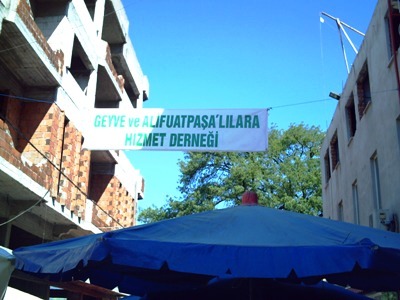 GEYVE ve ALİFUATPAŞA'LILARA
HİZMET DERNEĞİ